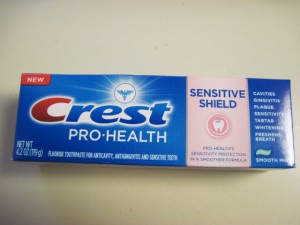 NEW
Crest
PRO-HEALTH
NET WT
4.2 OZ (119 g)
FLUORIDE TOOTHPASTE FOR ANTICAVITY, ANTIGINGIVITIS AND SENSITIVE TEETH
SENSITIVE
SHIELD
PRO-HEALTH'S
SENSITIVITY PROTECTION
IN A SMOOTHER FORMULA
CAVITIES
GINGIVITIS
PLAQUE
SENSITIVITY
TARTAR
WHITENING
FRESHENS
BREATH
SMOOTH